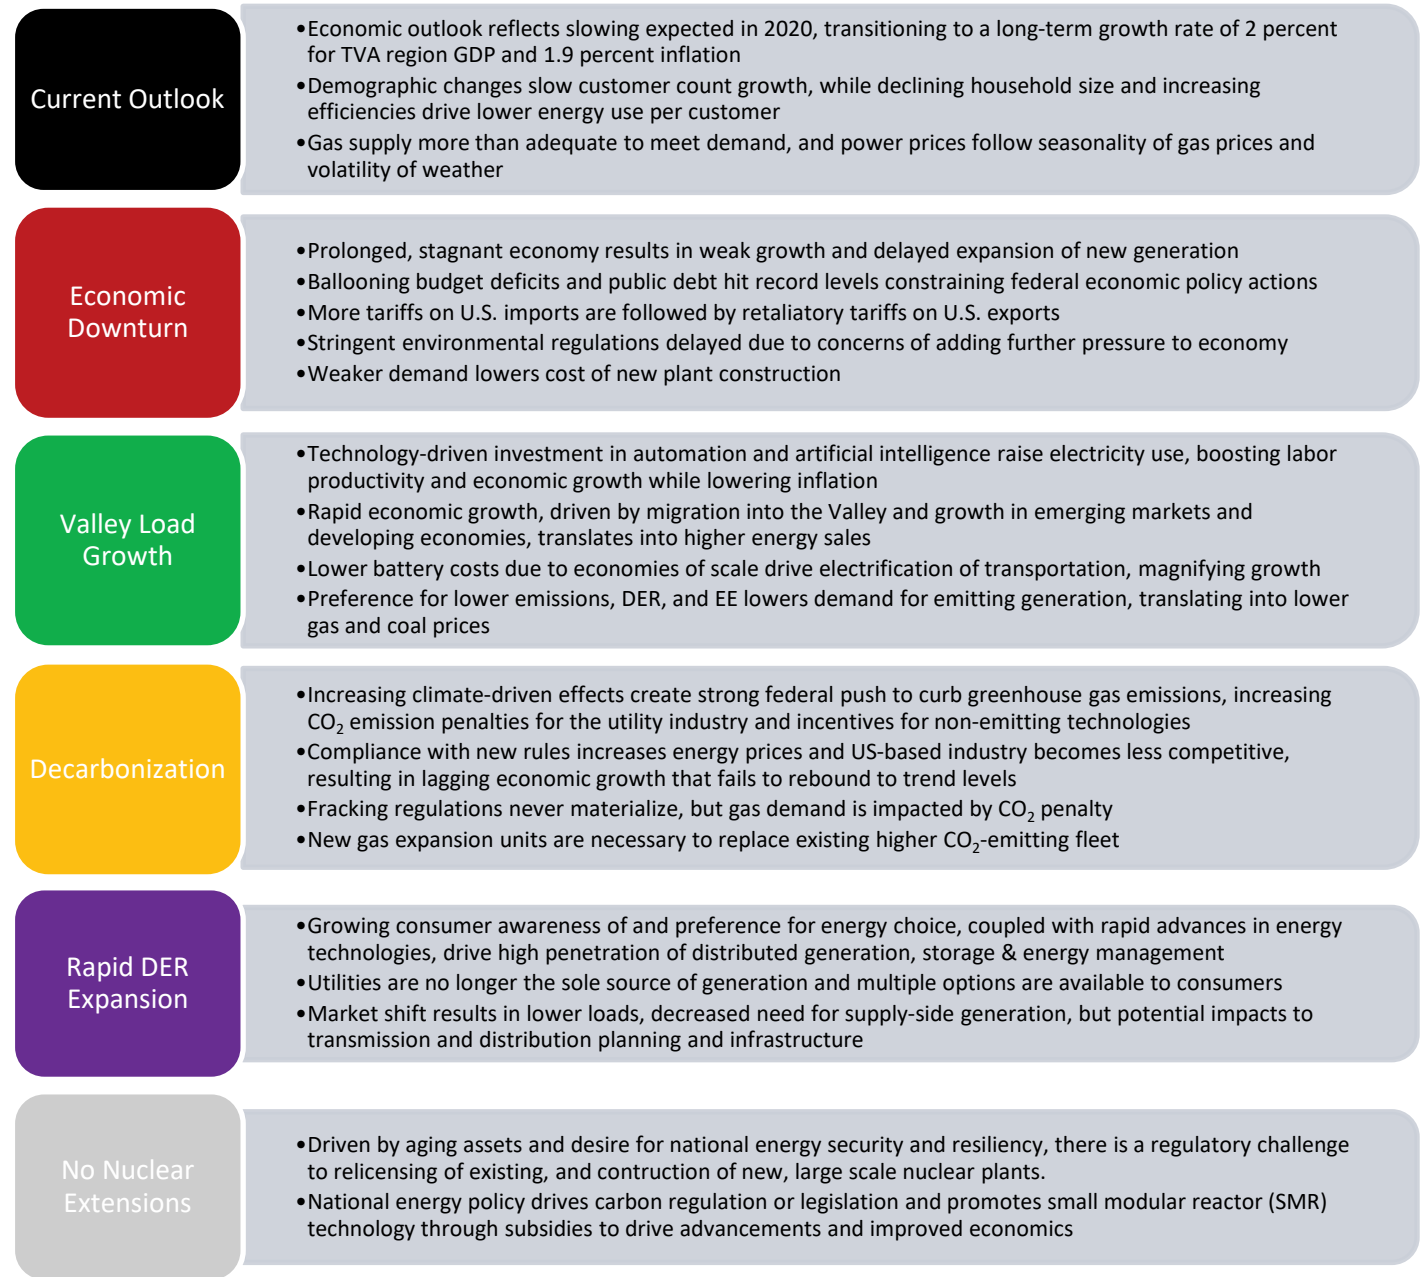 Current Outlook
•Economic outlook reflects slowing expected in 2020, transitioning to a long-term growth rate of 2 percent
for TVA region GDP and 1.9 percent inflation
•Demographic changes slow customer count growth, while declining household size and increasing
efficiencies drive lower energy use per customer
•Gas supply more than adequate to meet demand, and power prices follow seasonality of gas prices and
volatility of weather
Economic
Downturn
•Prolonged, stagnant economy results in weak growth and delayed expansion of new generation
•Ballooning budget deficits and public debt hit record levels constraining federal economic policy actions
•More tariffs on U.S. imports are followed by retaliatory tariffs on U.S. exports
•Stringent environmental regulations delayed due to concerns of adding further pressure to economy
•Weaker demand lowers cost of new plant construction
Valley Load
Growth
•Technology-driven investment in automation and artificial intelligence raise electricity use, boosting labor
productivity and economic growth while lowering inflation
•Rapid economic growth, driven by migration into the Valley and growth in emerging markets and
developing economies, translates into higher energy sales
•Lower battery costs due to economies of scale drive electrification of transportation, magnifying growth
•Preference for lower emissions, DER, and EE lowers demand for emitting generation, translating into lower
gas and coal prices
Decarbonization
•Increasing climate-driven effects create strong federal push to curb greenhouse gas emissions, increasing
CO₂ emission penalties for the utility industry and incentives for non-emitting technologies
•Compliance with new rules increases energy prices and US-based industry becomes less competitive,
resulting in lagging economic growth that fails to rebound to trend levels
•Fracking regulations never materialize, but gas demand is impacted by CO₂ penalty
•New gas expansion units are necessary to replace existing higher CO₂-emitting fleet
Rapid DER
Expansion
•Growing consumer awareness of and preference for energy choice, coupled with rapid advances in energy
technologies, drive high penetration of distributed generation, storage & energy management
•Utilities are no longer the sole source of generation and multiple options are available to consumers
•Market shift results in lower loads, decreased need for supply-side generation, but potential impacts to
transmission and distribution planning and infrastructure
No Nuclear
Extensions
•Driven by aging assets and desire for national energy security and resiliency, there is a regulatory challenge
to relicensing of existing, and contruction of new, large scale nuclear plants.
•National energy policy drives carbon regulation or legislation and promotes small modular reactor (SMR)
technology through subsidies to drive advancements and improved economics